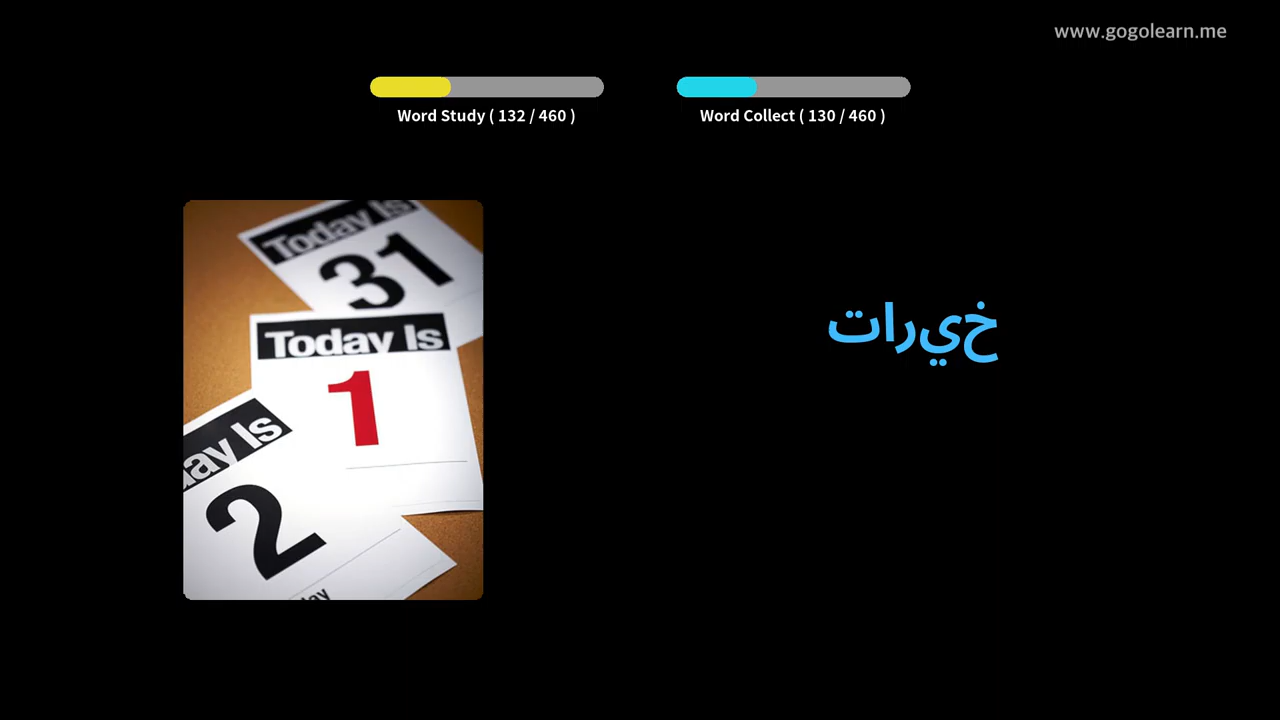 www.gogolearn.me
Word Study ( 132 / 460 )
Word Collect ( 130 / 460 )
Today Is
31
Today Is
1
ay Is
2
تاريخ